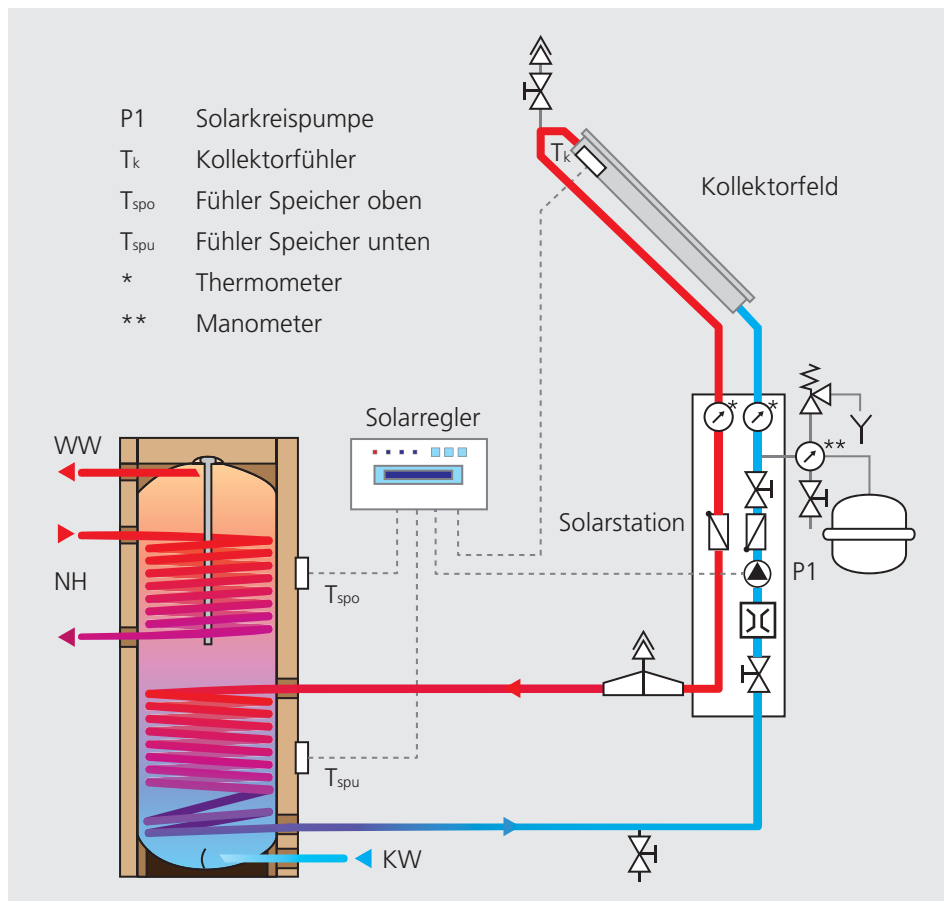 P1 Solarkreispumpe
Tk Kollektorfühler
Tspo Fühler Speicher oben
Tspu Fühler Speicher unten
* Thermometer
** Manometer
Tk
Kollektorfeld
Solarregler
* *
**
WW
Solarstation
NH
P1
Tspo
Tspu
KW